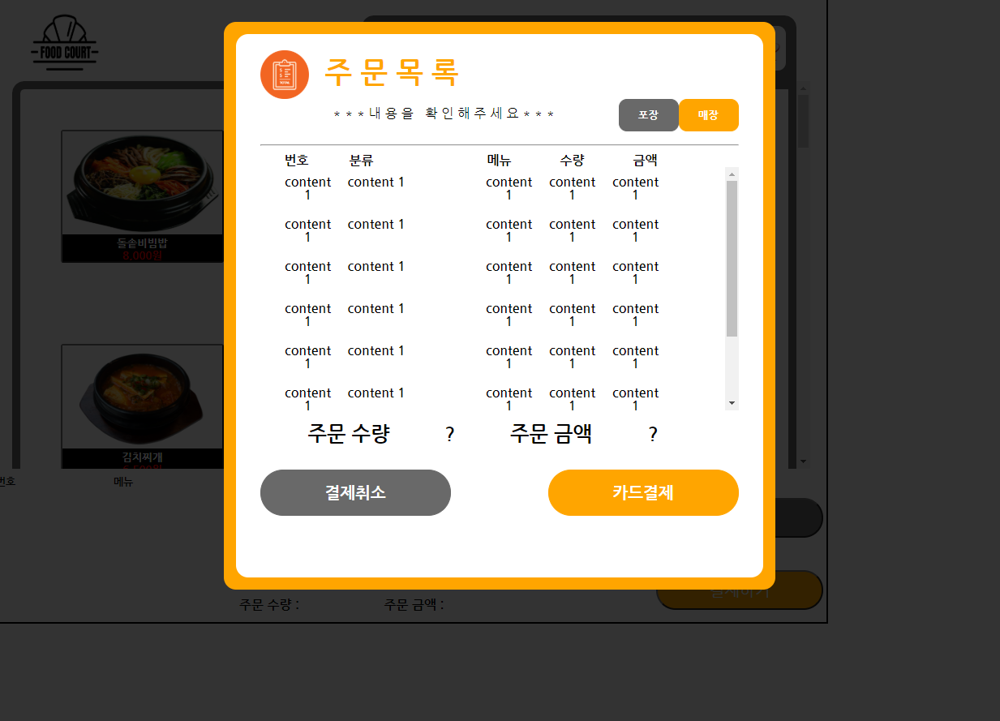 FOOD COURT
주문목록
***내용을 확인해주세요***
포장 매장
번호 분류 메뉴 수량 금액
content 1 content 1 content 1 content 1 content 1
content 1 content 1 content 1 content 1 content 1
content 1 content 1 content 1 content 1 content 1
content 1 content 1 content 1 content 1 content 1
content 1 content 1 content 1 content 1 content 1
content 1 content 1 content 1 content 1 content 1
주문 수량 ? 주문 금액 ?
결제취소 카드결제
돌솥비빔밥
8,000원
김치찌개
번호 메뉴
주문 수량 : 주문 금액 :
결제하기